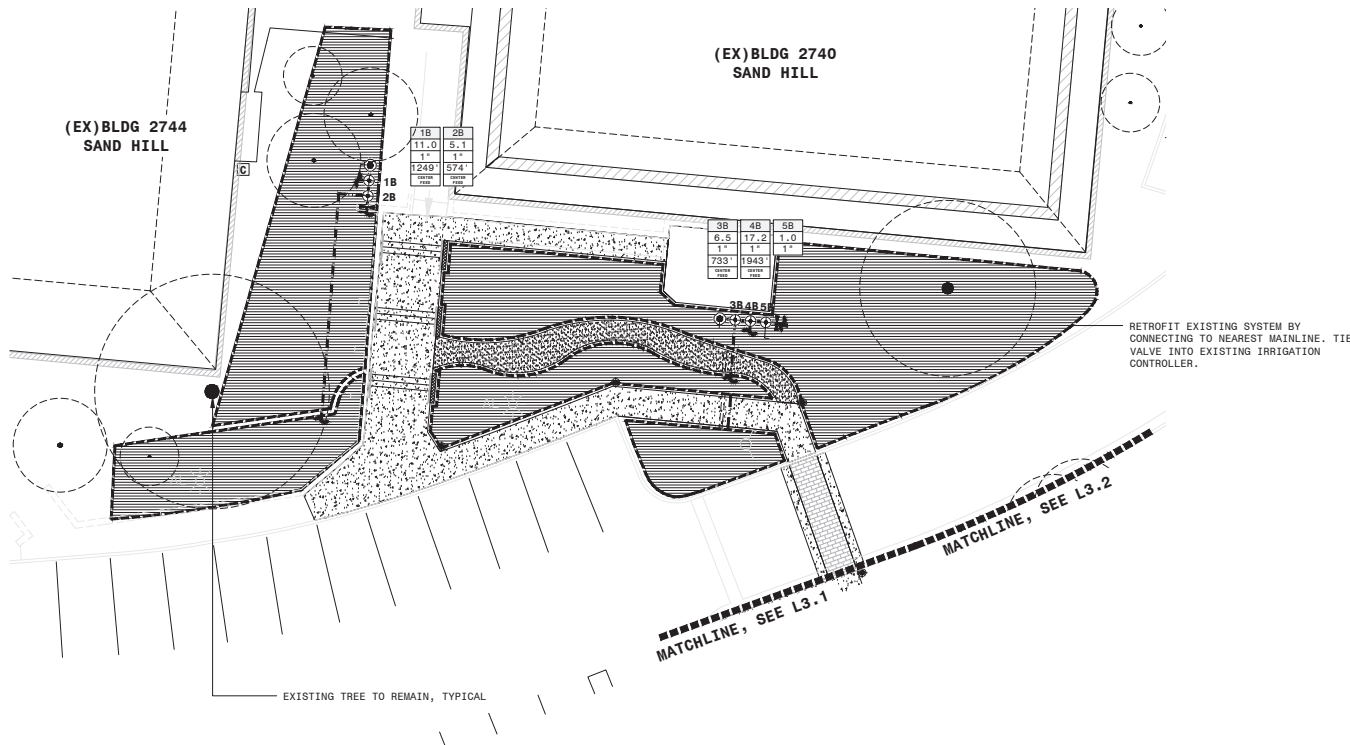 (EX)BLDG 2740
SAND HILL
(EX)BLDG 2744
SAND HILL
C
1B 2B
11.0 5.1
1" 1"
1249' 574'
CENTER FEED CENTER FEED
1B
2B
3B 4B 5B
6.5 17.2 1.0
1" 1" 1"
733' 1943'
CENTER FEED CENTER FEED
3B 4B
RETROFIT EXISTING SYSTEM BY
CONNECTING TO NEAREST MAINLINE. TIE
VALVE INTO EXISTING IRRIGATION
CONTROLLER.
MATCHLINE, SEE L3.2
MATCHLINE, SEE L3.1
EXISTING TREE TO REMAIN, TYPICAL